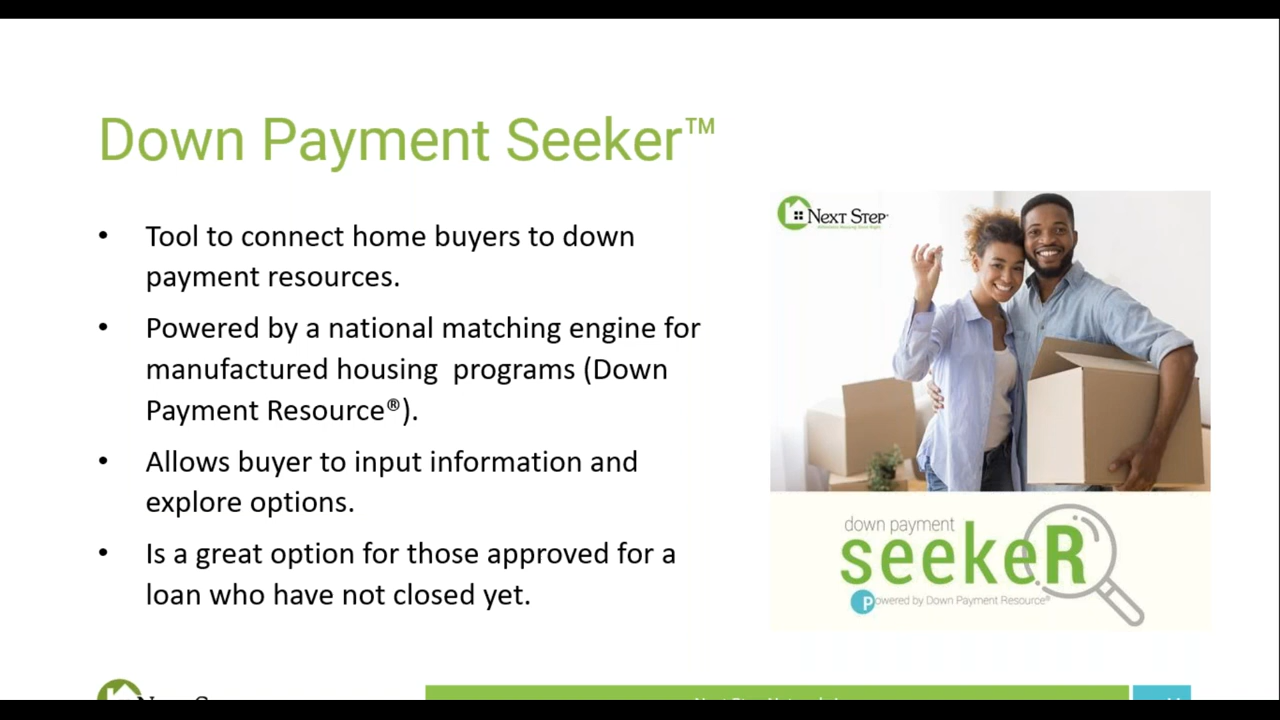 Down Payment Seeker™
• Tool to connect home buyers to down
payment resources.
• Powered by a national matching engine for
manufactured housing  programs (Down
Payment Resource®).
• Allows buyer to input information and
explore options.
• Is a great option for those approved for a
loan who have not closed yet.
NEXT STEP
down payment
seekeR
powered by Down Payment Resource®